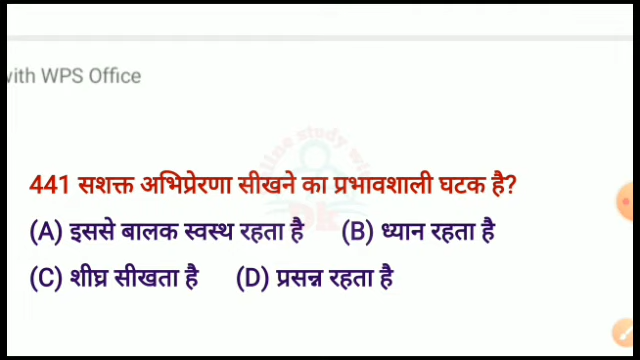 with WPS Office
441 सशक्त अभिप्रेरणा सीखने का प्रभावशाली घटक है?
(A) इससे बालक स्वस्थ रहता है (B) ध्यान रहता है
(C) शीघ्र सीखता है (D) प्रसन्न रहता है